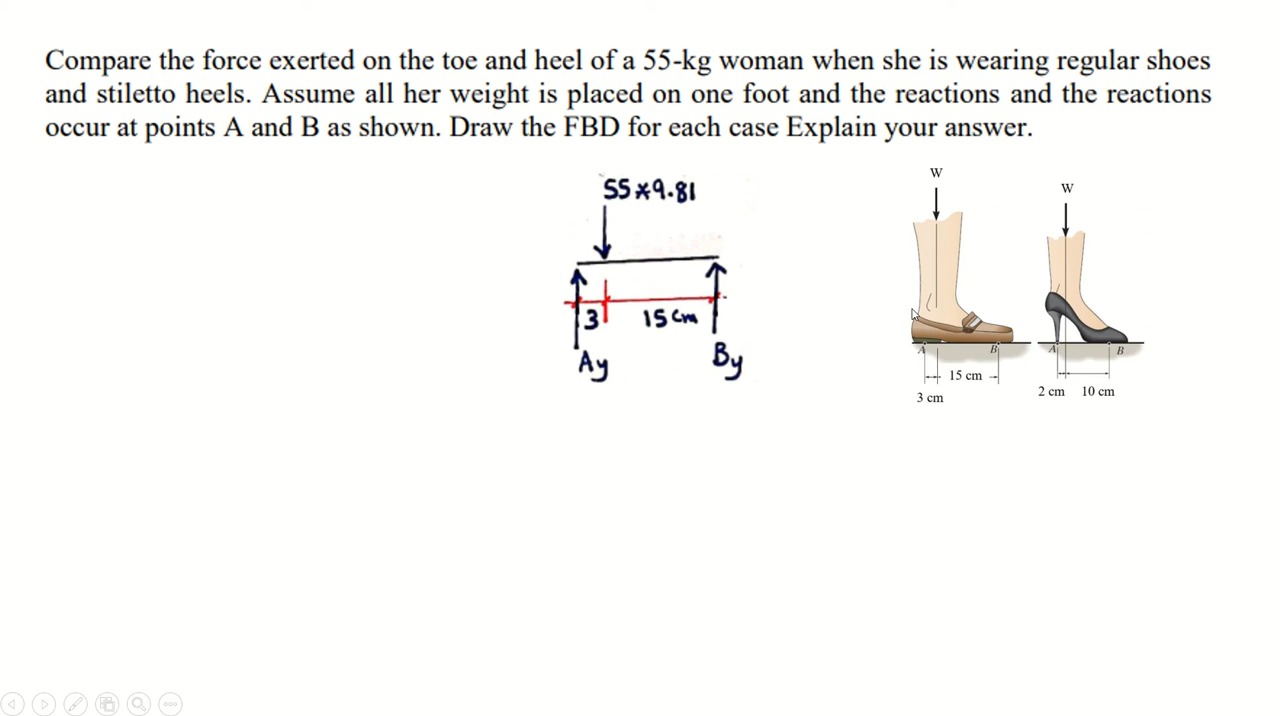 Compare the force exerted on the toe and heel of a 55-kg woman when she is wearing regular shoes
and stiletto heels. Assume all her weight is placed on one foot and the reactions and the reactions
occur at points A and B as shown. Draw the FBD for each case Explain your answer.
55*9.81
3 15cm
Ay By
W
W
A B
15 cm
3 cm
A B
2 cm 10 cm